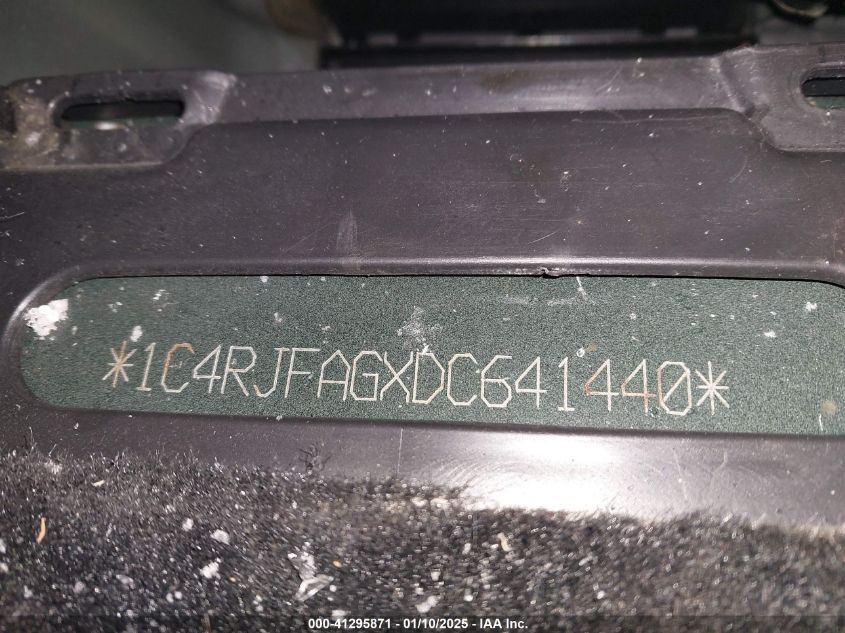 *1C4RJFAGXDC641440*
000-41295871 - 01/10/2025 - IAA Inc.